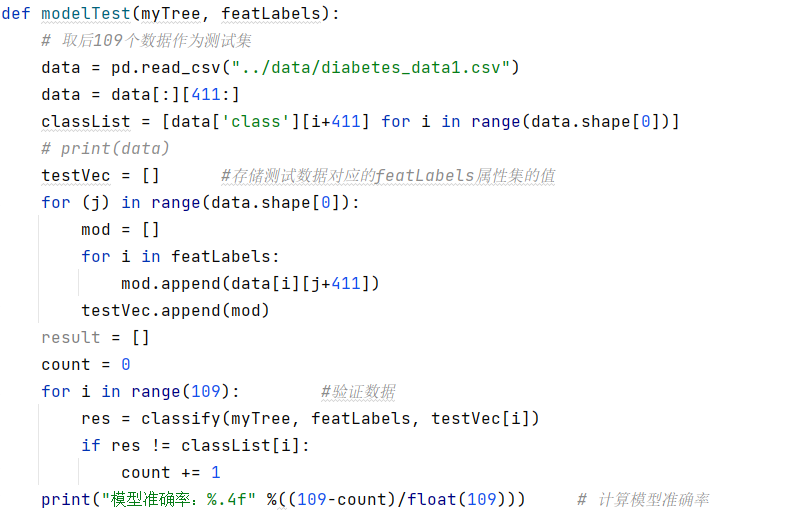 def modelTest(myTree, featLabels):
    # 取后109个数据作为测试集
    data = pd.read_csv("../data/diabetes_data1.csv")
    data = data[:][411:]
    classList = [data['class'][i+411] for i in range(data.shape[0])]
    # print(data)
    testVec = []      #存储测试数据对应的featLabels属性集的值
    for (j) in range(data.shape[0]):
        mod = []
        for i in featLabels:
            mod.append(data[i][j+411])
        testVec.append(mod)
    result = []
    count = 0
    for i in range(109):        #验证数据
        res = classify(myTree, featLabels, testVec[i])
        if res != classList[i]:
            count += 1
    print("模型准确率：%.4f" %((109-count)/float(109)))     # 计算模型准确率